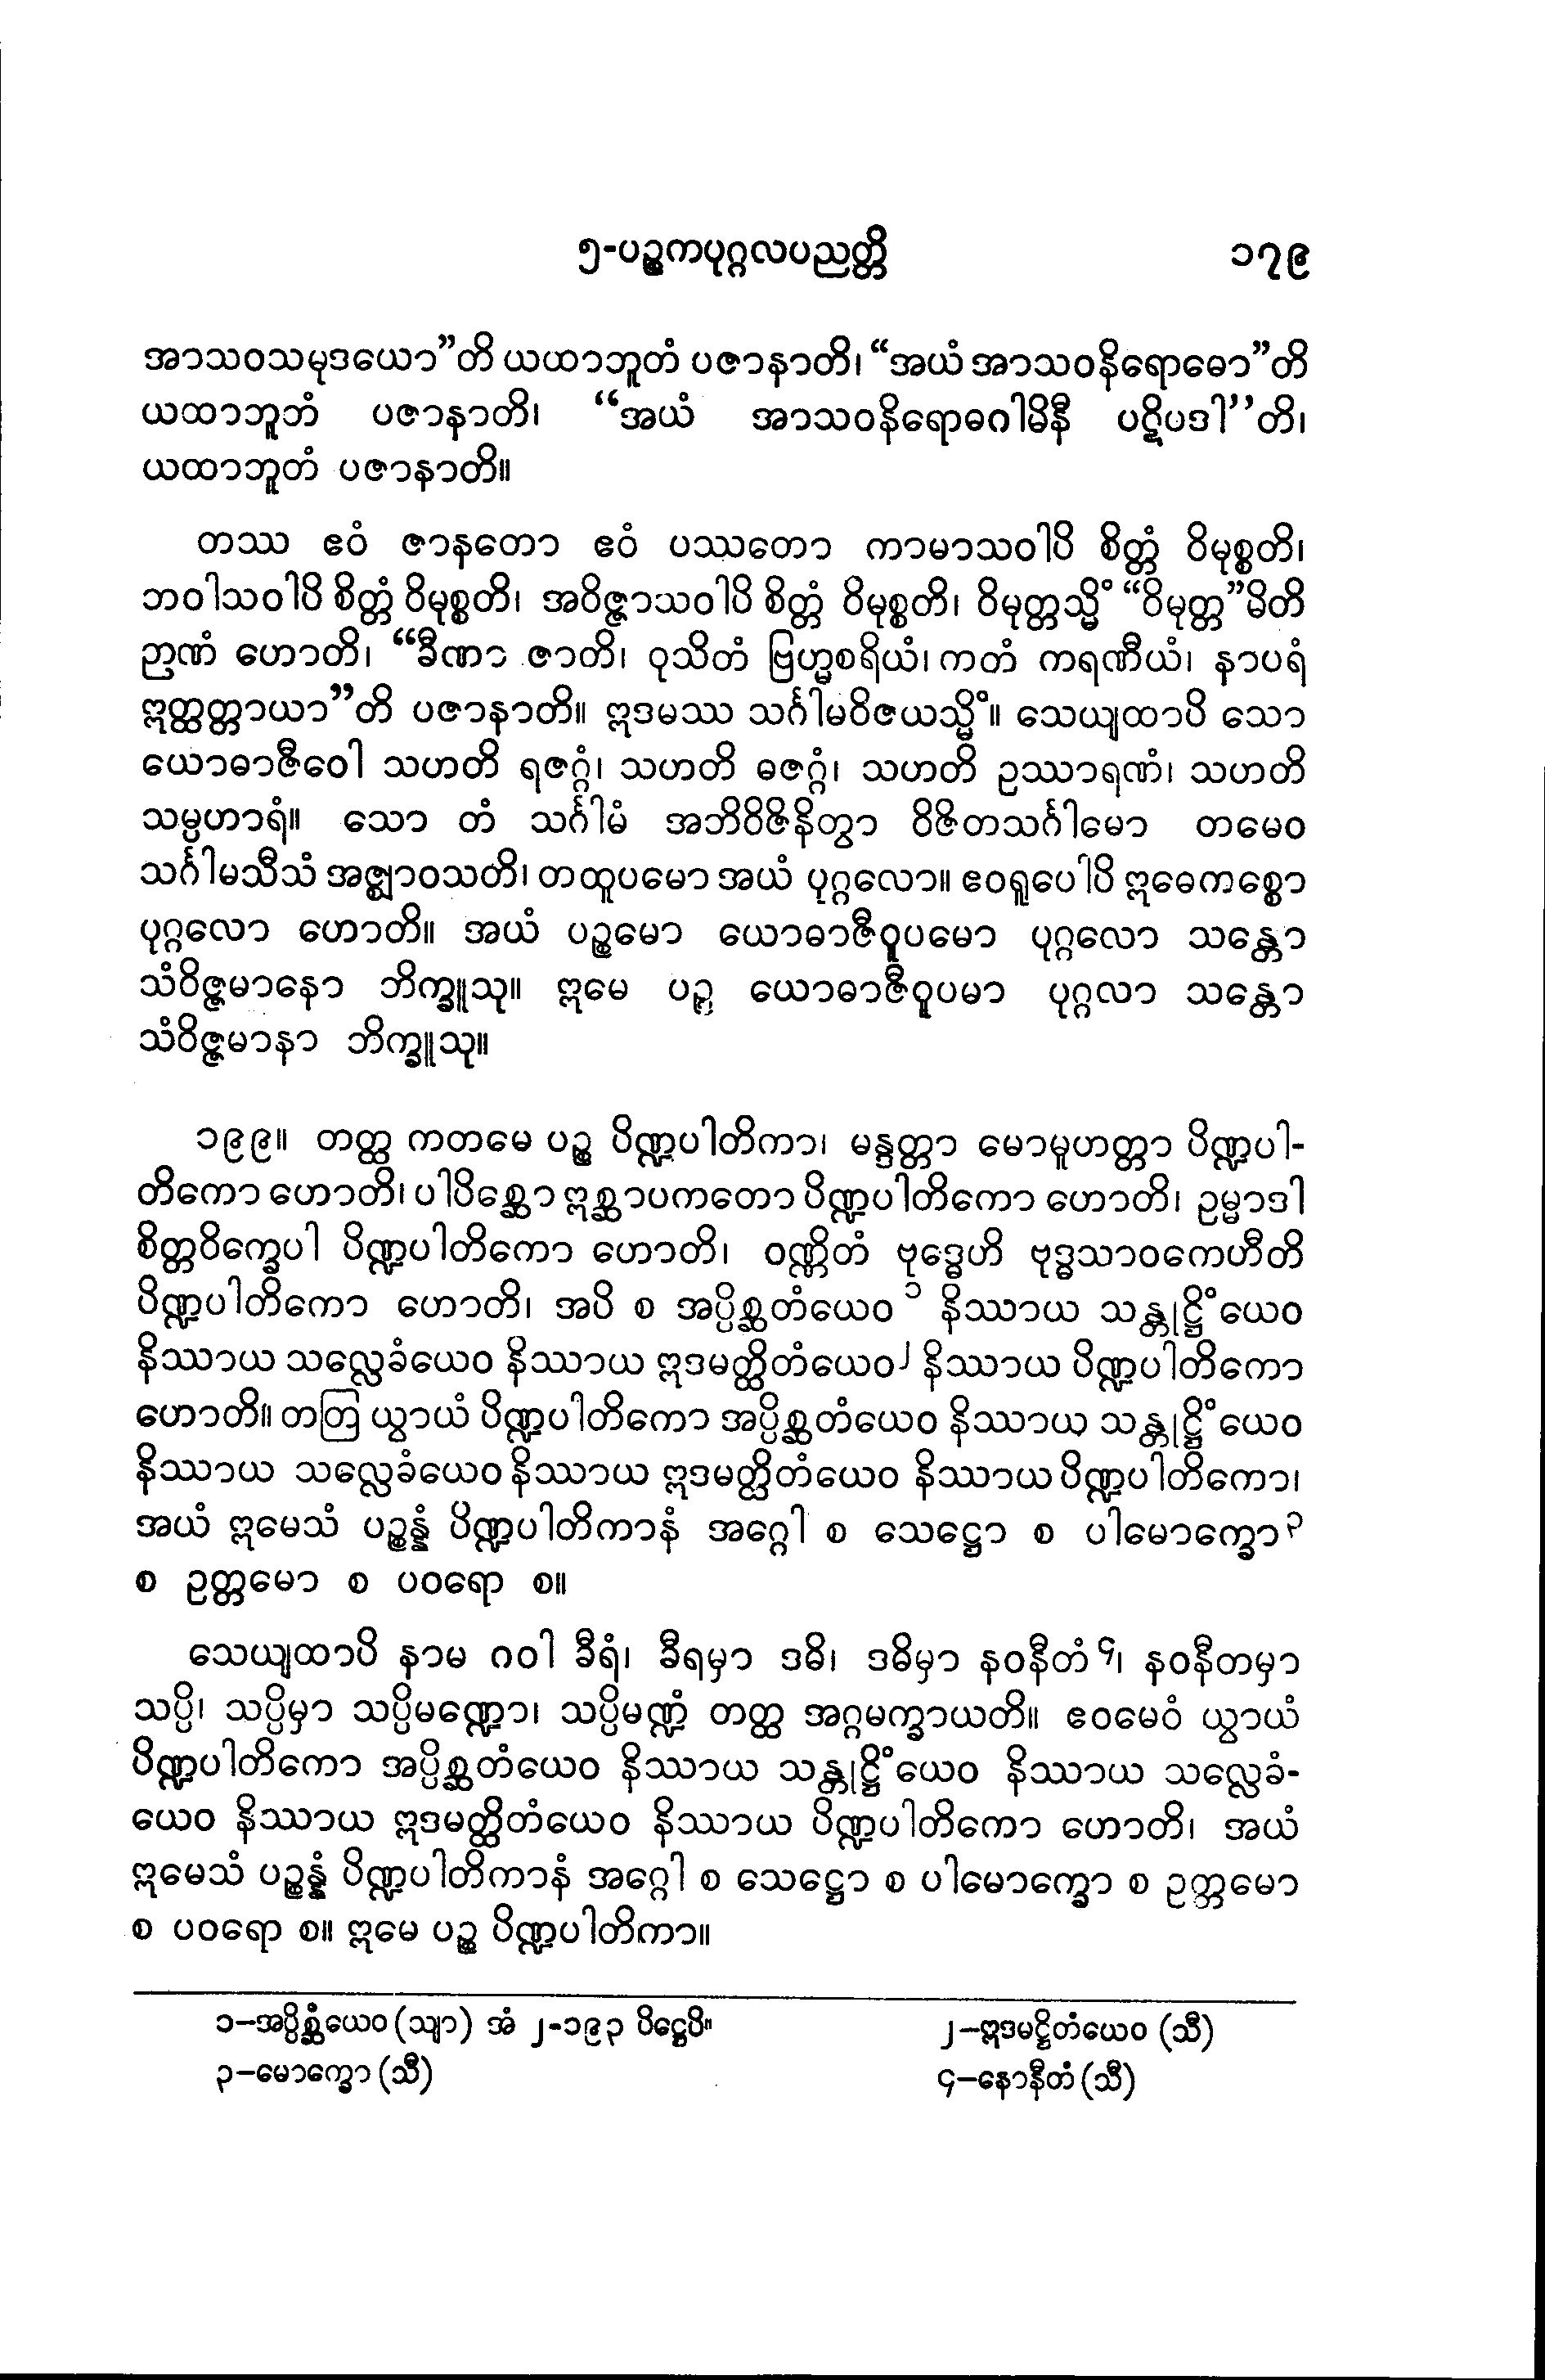 ၅-ပဉ္စကပုဂ္ဂလပညတ္တိ ၁၇၉
အာသဝသမုဒယော”တိ ယထာဘူတံ ပဇာနာတိ၊ “အယံ အာသဝနိရောဓော”တိ
ယထာဘူတံ ပဇာနာတိ၊ “အယံ အာသဝနိရောဓဂါမိနီ ပဋိပဒါ”တိ၊
ယထာဘူတံ ပဇာနာတိ။
တဿ ဧဝံ ဇာနတော ဧဝံ ပဿတော ကာမာသဝါပိ စိတ္တံ ဝိမုစ္စတိ၊
ဘဝါသဝါပိ စိတ္တံ ဝိမုစ္စတိ၊ အဝိဇ္ဇာသဝါပိ စိတ္တံ ဝိမုစ္စတိ၊ ဝိမုတ္တသ္မိံ “ဝိမုတ္တ”မိတိ
ဉာဏံ ဟောတိ၊ “ခီဏာ ဇာတိ၊ ဝုသိတံ ဗြဟ္မစရိယံ၊ ကတံ ကရဏီယံ၊ နာပရံ
ဣတ္ထတ္တာယာ”တိ ပဇာနာတိ။ ဣဒမဿ သင်္ဂါမဝိဇယသ္မိံ။ သေယျထာပိ သော
ယောဓာဇီဝေါ သဟတိ ရဇဂ္ဂံ၊ သဟတိ ဓဇဂ္ဂံ၊ သဟတိ ဥဿာရဏံ၊ သဟတိ
သမ္ပဟာရံ။ သော တံ သင်္ဂါမံ အဘိဝိဇိနိတွာ ဝိဇိတသင်္ဂါမော တမေဝ
သင်္ဂါမသီသံ အဇ္ဈာဝသတိ၊ တထူပမော အယံ ပုဂ္ဂလော။ ဧဝရူပေါပိ ဣဓေကစ္စော
ပုဂ္ဂလော ဟောတိ။ အယံ ပဉ္စမော ယောဓာဇီဝူပမော ပုဂ္ဂလော သန္တော
သံဝိဇ္ဇမာနော ဘိက္ခူသု။ ဣမေ ပဉ္စ ယောဓာဇီဝူပမာ ပုဂ္ဂလာ သန္တော
သံဝိဇ္ဇမာနာ ဘိက္ခူသု။
၁၉၉။ တတ္ထ ကတမေ ပဉ္စ ပိဏ္ဍပါတိကာ၊ မန္ဒတ္တာ မောမူဟတ္တာ ပိဏ္ဍပါ-
တိကော ဟောတိ၊ ပါပိစ္ဆော ဣစ္ဆာပကတော ပိဏ္ဍပါတိကော ဟောတိ၊ ဥမ္မာဒါ
စိတ္တဝိက္ခေပါ ပိဏ္ဍပါတိကော ဟောတိ၊ ဝဏ္ဏိတံ ဗုဒ္ဓေဟိ ဗုဒ္ဓသာဝကေဟီတိ
ပိဏ္ဍပါတိကော ဟောတိ၊ အပိ စ အပ္ပိစ္ဆတံယေဝ ၁ နိဿာယ သန္တုဋ္ဌိံယေဝ
နိဿာယ သလ္လေခံယေဝ နိဿာယ ဣဒမတ္ထိတံယေဝ ၂ နိဿာယ ပိဏ္ဍပါတိကော
ဟောတိ။ တတြ ယွာယံ ပိဏ္ဍပါတိကော အပ္ပိစ္ဆတံယေဝ နိဿာယ သန္တုဋ္ဌိံယေဝ
နိဿာယ သလ္လေခံယေဝ နိဿာယ ဣဒမတ္ထိတံယေဝ နိဿာယ ပိဏ္ဍပါတိကော၊
အယံ ဣမေသံ ပဉ္စန္နံ ပိဏ္ဍပါတိကာနံ အဂ္ဂေါ စ သေဋ္ဌော စ ပါမောက္ခော ၃
စ ဥတ္တမော စ ပဝရော စ။
သေယျထာပိ နာမ ဂဝါ ခီရံ၊ ခီရမှာ ဒဓိ၊ ဒဓိမှာ နဝနီတံ ၄၊ နဝနီတမှာ
သပ္ပိ၊ သပ္ပိမှာ သပ္ပိမဏ္ဍော၊ သပ္ပိမဏ္ဍံ တတ္ထ အဂ္ဂမက္ခာယတိ။ ဧဝမေဝံ ယွာယံ
ပိဏ္ဍပါတိကော အပ္ပိစ္ဆတံယေဝ နိဿာယ သန္တုဋ္ဌိံယေဝ နိဿာယ သလ္လေခံ-
ယေဝ နိဿာယ ဣဒမတ္ထိတံယေဝ နိဿာယ ပိဏ္ဍပါတိကော ဟောတိ၊ အယံ
ဣမေသံ ပဉ္စန္နံ ပိဏ္ဍပါတိကာနံ အဂ္ဂေါ စ သေဋ္ဌော စ ပါမောက္ခော စ ဥတ္တမော
စ ပဝရော စ။ ဣမေ ပဉ္စ ပိဏ္ဍပါတိကာ။
၁–အပ္ပိစ္ဆံယေဝ (သျာ) အံ ၂-၁၉၃ ပိဋ္ဌေပိ။ ၂–ဣဒမဋ္ဌိတံယေဝ (သီ)
၃–မောက္ခော (သီ) ၄–နောနီတံ (သီ)